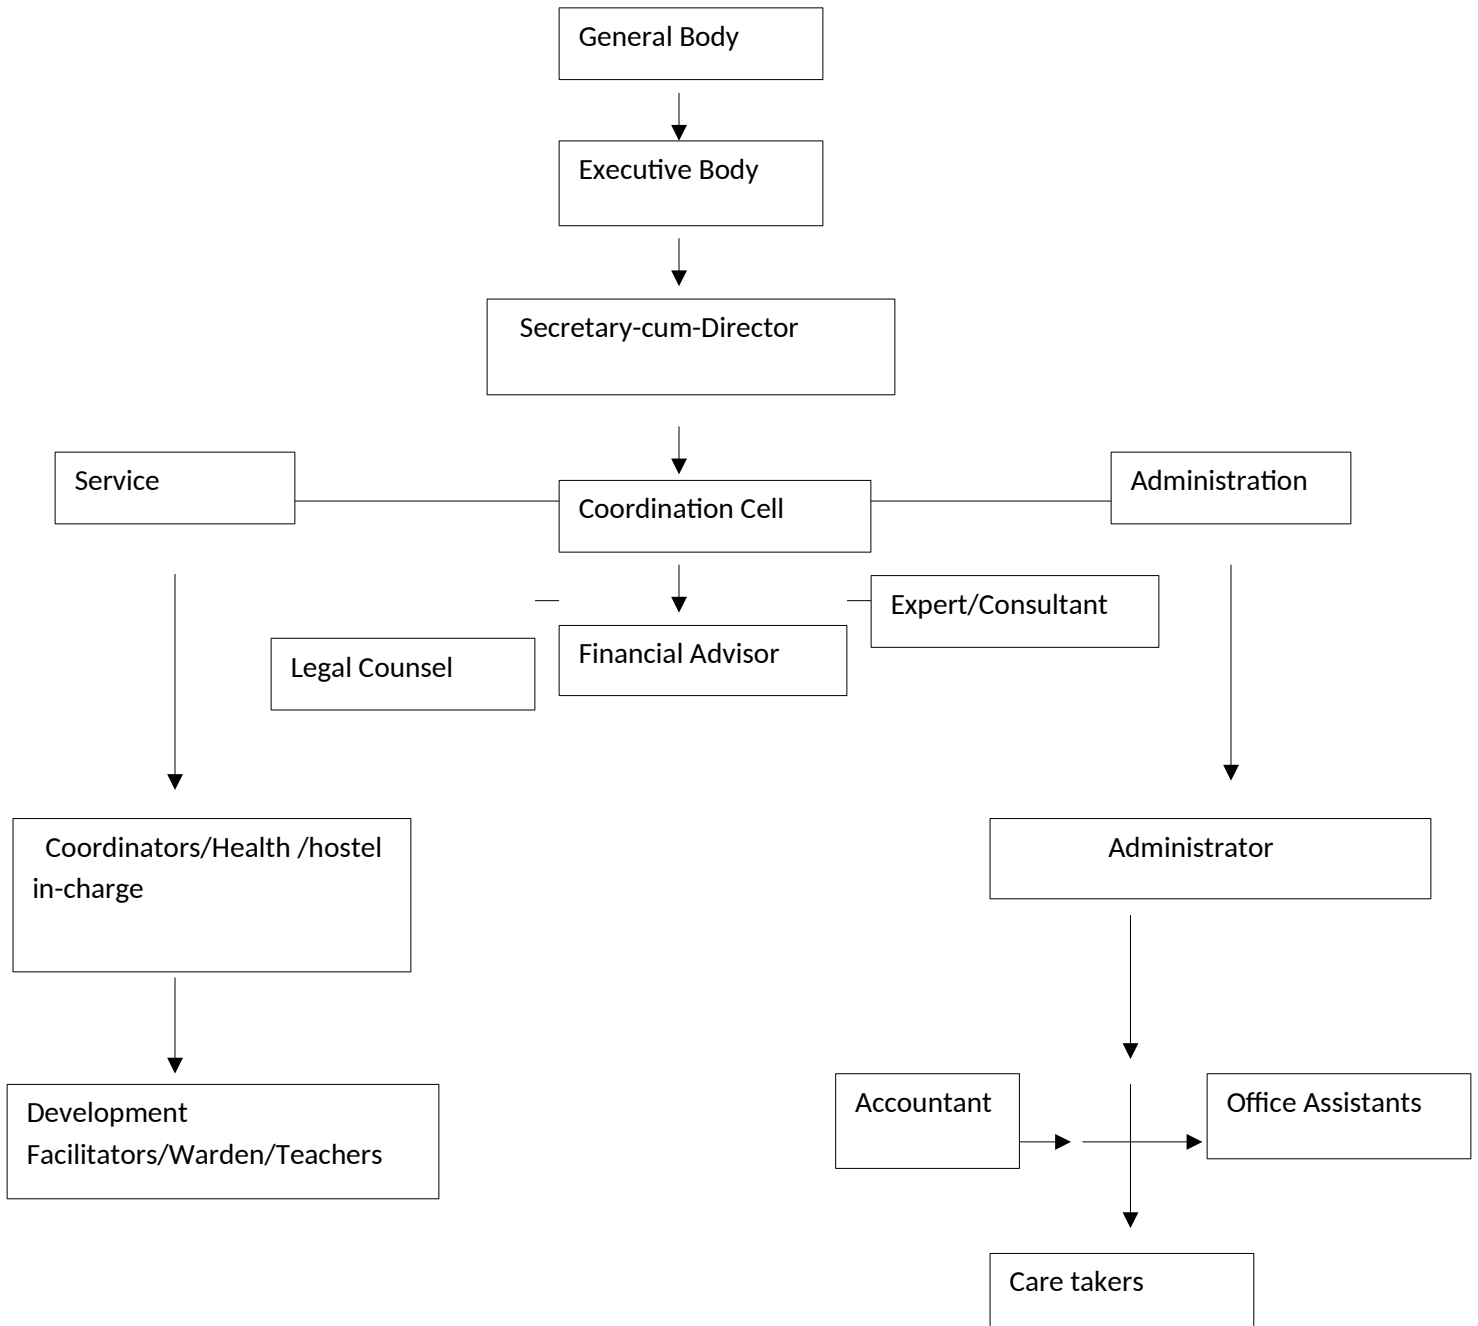 General Body
Executive Body
Secretary-cum-Director
Service
Coordination Cell
Administration
Legal Counsel
Financial Advisor
Expert/Consultant
Coordinators/Health /hostel
in-charge
Administrator
Development
Facilitators/Warden/Teachers
Accountant
Office Assistants
Care takers